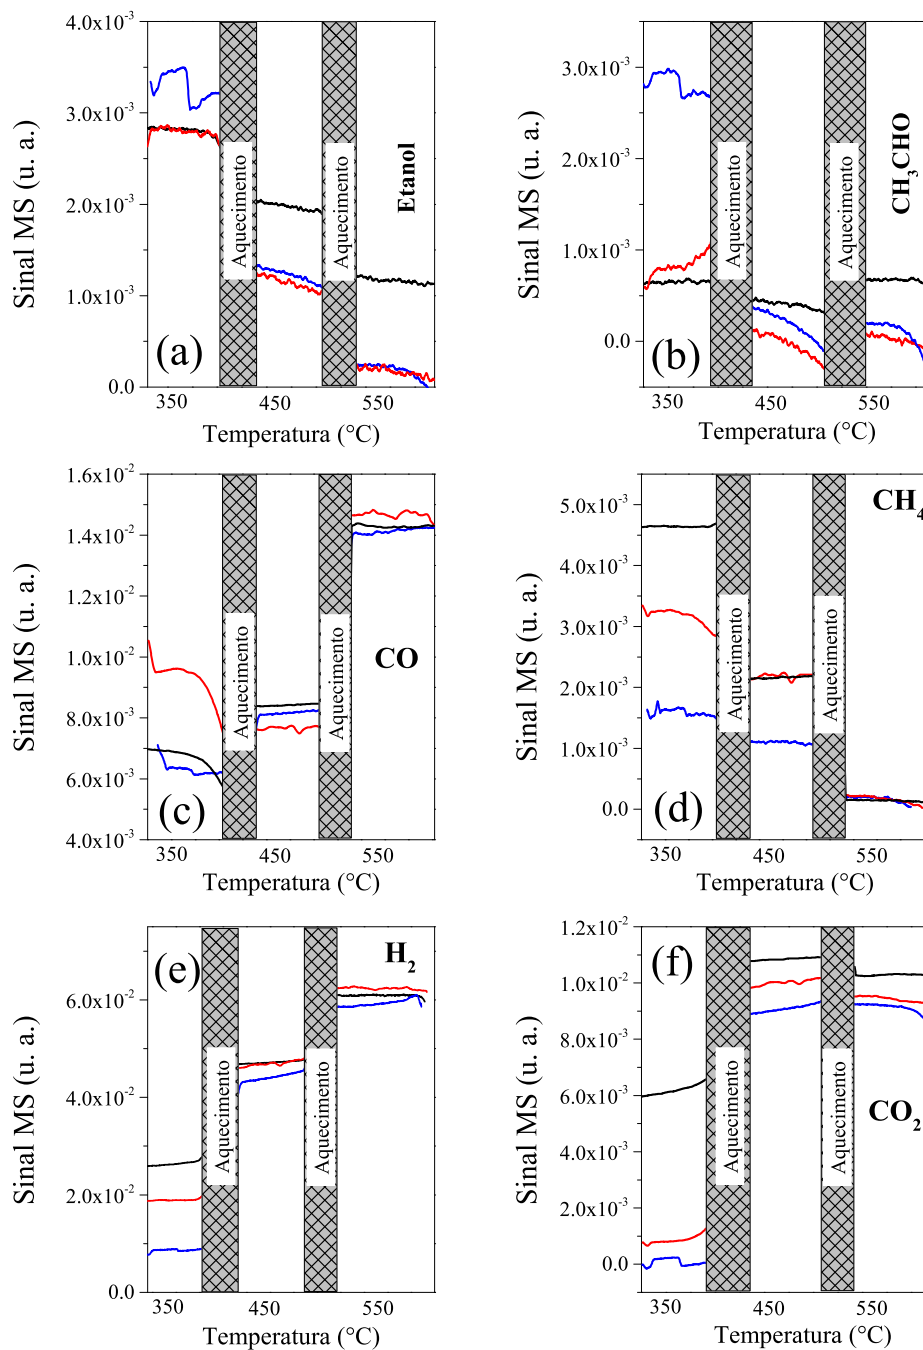 4.0x10⁻³
3.0x10⁻³
2.0x10⁻³
1.0x10⁻³
0.0
Sinal MS (u. a.)
Aquecimento
Aquecimento
Etanol
(a)
350
450
550
Temperatura (°C)
3.0x10⁻³
2.0x10⁻³
1.0x10⁻³
0.0
Sinal MS (u. a.)
Aquecimento
Aquecimento
CH₃CHO
(b)
350
450
550
Temperatura (°C)
1.6x10⁻²
1.4x10⁻²
1.2x10⁻²
1.0x10⁻²
8.0x10⁻³
6.0x10⁻³
4.0x10⁻³
Sinal MS (u. a.)
Aquecimento
Aquecimento
CO
(c)
350
450
550
Temperatura (°C)
5.0x10⁻³
4.0x10⁻³
3.0x10⁻³
2.0x10⁻³
1.0x10⁻³
0.0
Sinal MS (u. a.)
Aquecimento
Aquecimento
CH₄
(d)
350
450
550
Temperatura (°C)
6.0x10⁻²
4.0x10⁻²
2.0x10⁻²
0.0
Sinal MS (u. a.)
Aquecimento
Aquecimento
H₂
(e)
350
450
550
Temperatura (°C)
1.2x10⁻²
1.0x10⁻²
8.0x10⁻³
6.0x10⁻³
4.0x10⁻³
2.0x10⁻³
0.0
Sinal MS (u. a.)
Aquecimento
Aquecimento
CO₂
(f)
350
450
550
Temperatura (°C)